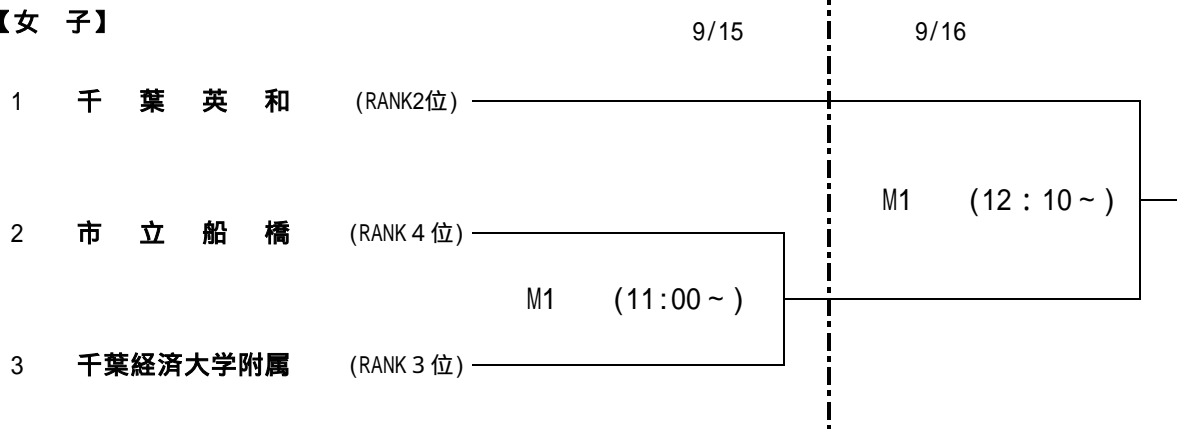 【女 子】
9/15 9/16
1 千葉英和 (RANK2位)
M1 (12:10~)
2 市立船橋 (RANK4位)
M1 (11:00~)
3 千葉経済大学附属 (RANK3位)